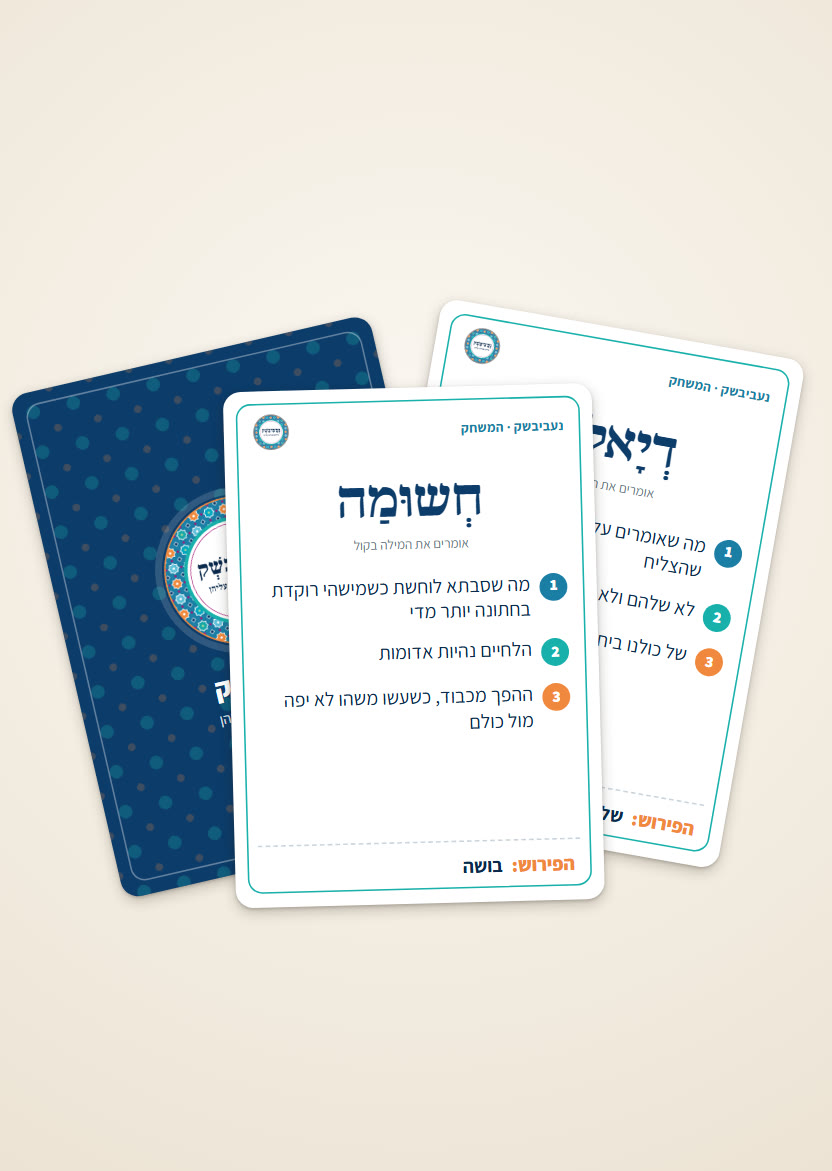 נעביבשק · המשחק
חְשוּמַה
אומרים את המילה בקול
1 מה שסבתא לוחשת כשמישהי רוקדת
בחתונה יותר מדי
2 הלחיים נהיות אדומות
3 ההפך מכבוד, כשעשו משהו לא יפה
מול כולם
הפירוש: בושה
נעביבשק · המשחק
אומרים את
1 מה שאומרים
שהצליח
2 לא שלהם ולא
3 של כולנו
הפירוש: